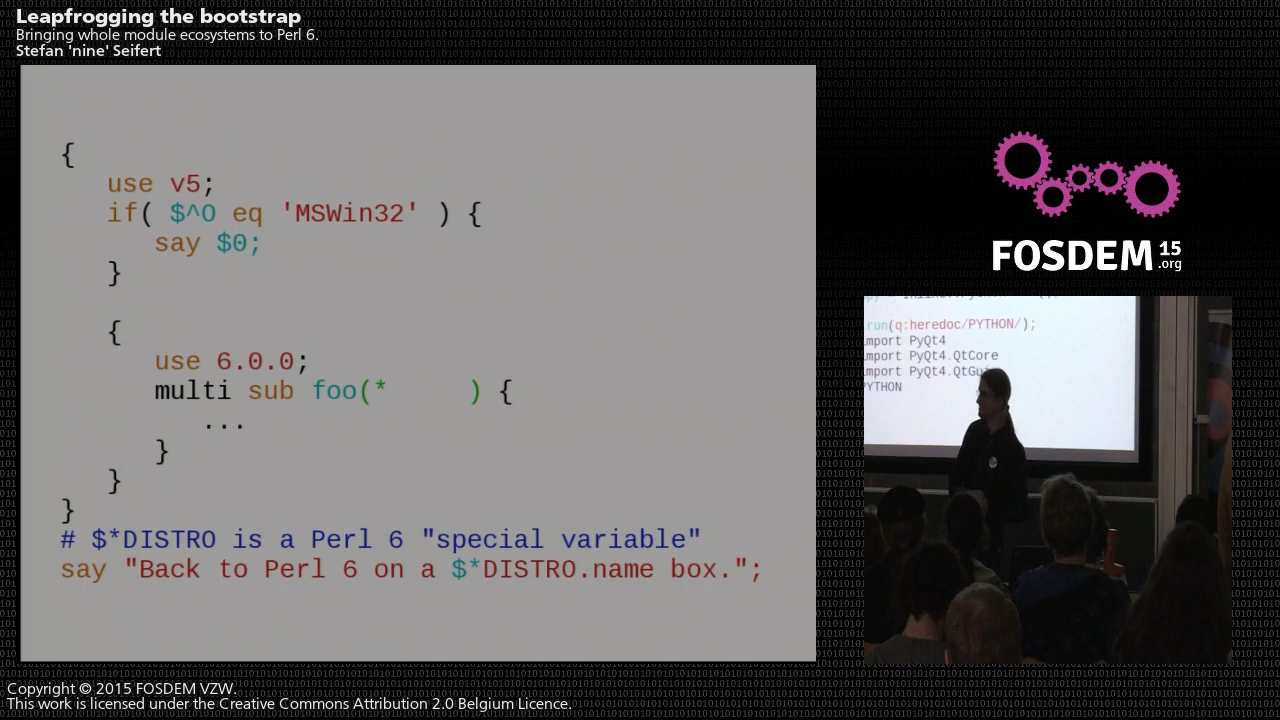 Leapfrogging the bootstrap
Bringing whole module ecosystems to Perl 6.
Stefan 'nine' Seifert
{
use v5;
if( $^O eq 'MSWin32' ) {
say $0;
}
{
use 6.0.0;
multi sub foo(* ) {
...
}
}
}
# $*DISTRO is a Perl 6 "special variable"
say "Back to Perl 6 on a $*DISTRO.name box.";
FOSDEM 15
.org
run(q:heredoc/PYTHON/);
mport PyQt4
mport PyQt4.QtCore
mport PyQt4.QtGui
YTHON
Copyright © 2015 FOSDEM VZW.
This work is licensed under the Creative Commons Attribution 2.0 Belgium Licence.